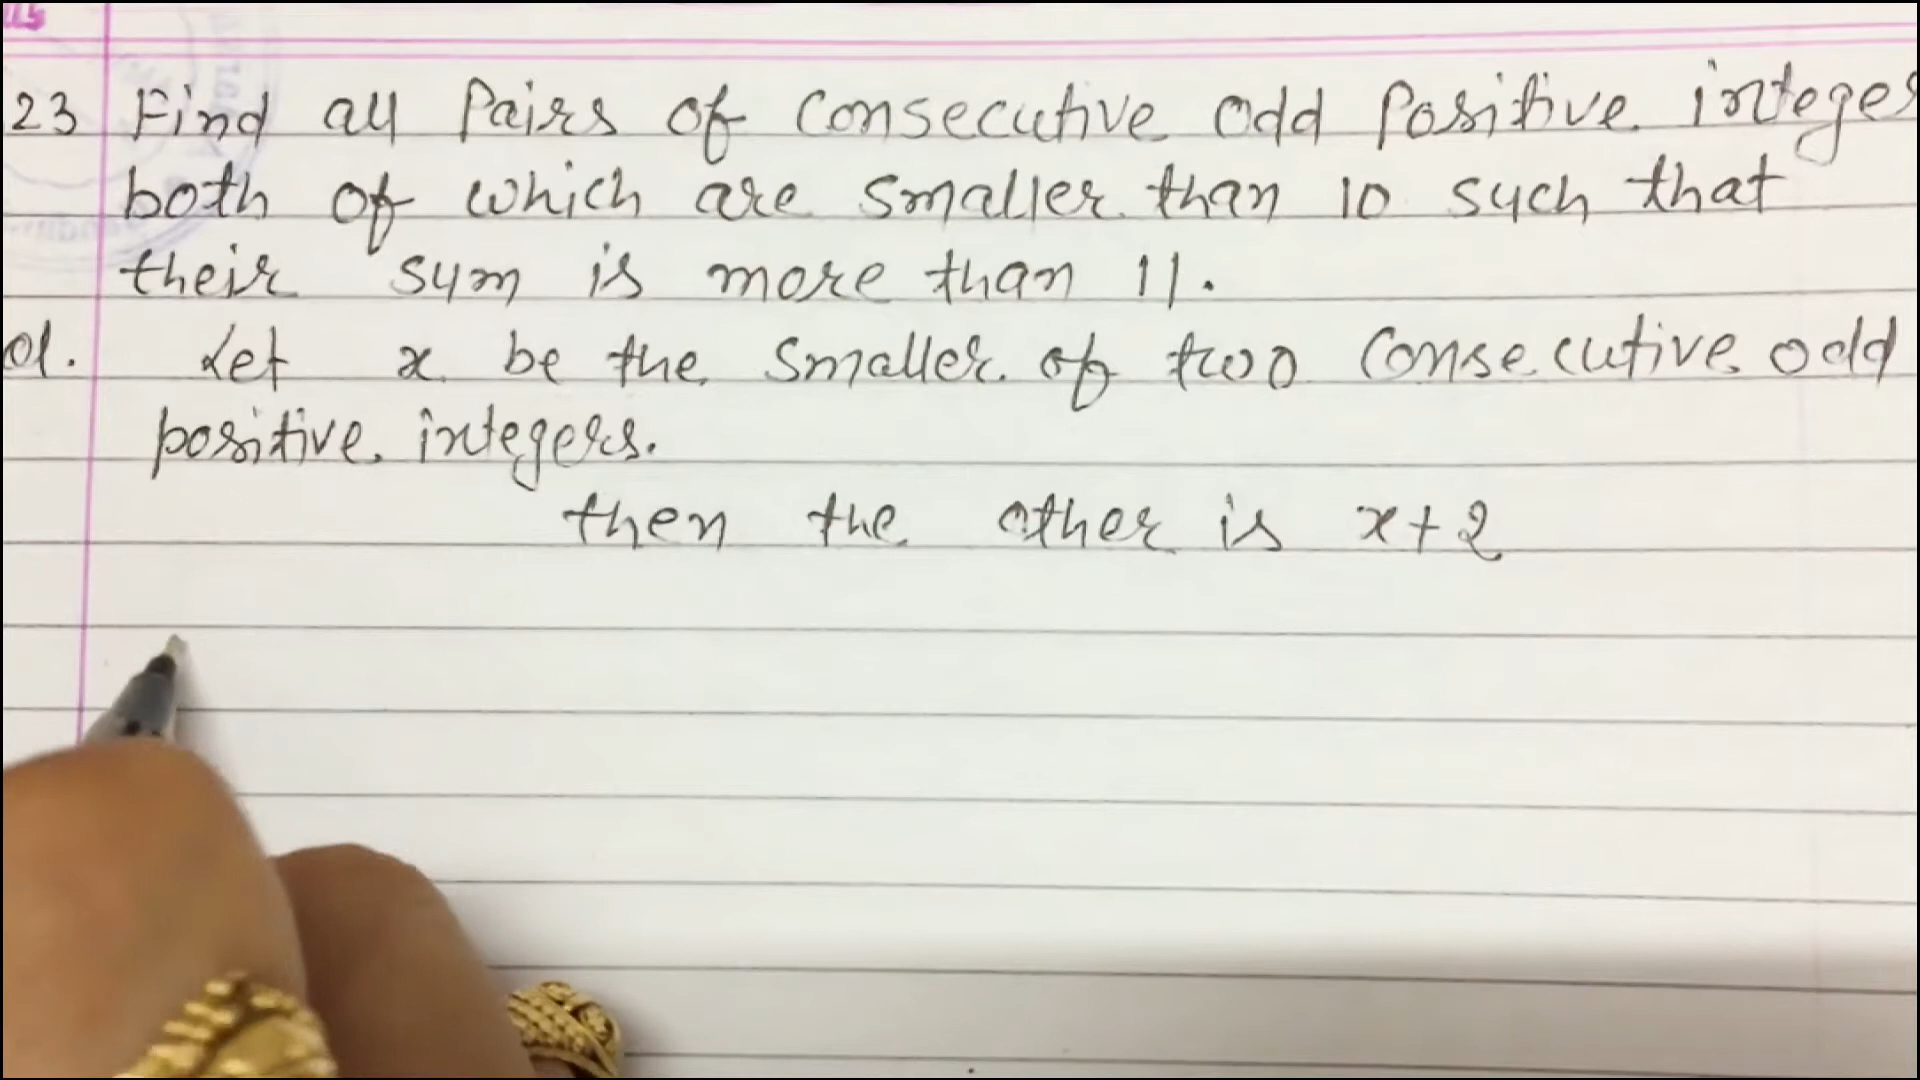 23 Find all Pairs of consecutive odd Positive integes
both of which are smaller than 10 such that
their sum is more than 11.
ol. Let x be the smaller of two consecutive odd
positive integers.
then the other is x+2